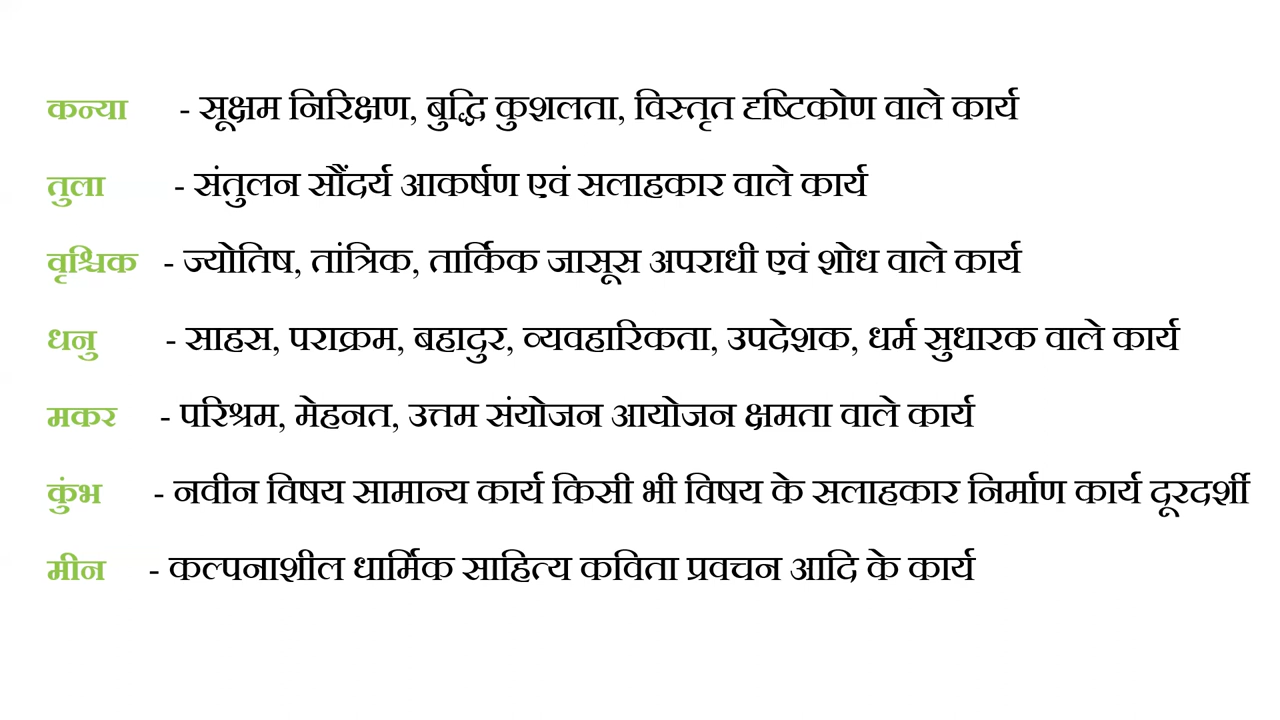 कन्या - सूक्षम निरिक्षण, बुद्धि कुशलता, विस्तृत दृष्टिकोण वाले कार्य
तुला - संतुलन सौंदर्य आकर्षण एवं सलाहकार वाले कार्य
वृश्चिक - ज्योतिष, तांत्रिक, तार्किक जासूस अपराधी एवं शोध वाले कार्य
धनु - साहस, पराक्रम, बहादुर, व्यवहारिकता, उपदेशक, धर्म सुधारक वाले कार्य
मकर - परिश्रम, मेहनत, उत्तम संयोजन आयोजन क्षमता वाले कार्य
कुंभ - नवीन विषय सामान्य कार्य किसी भी विषय के सलाहकार निर्माण कार्य दूरदर्शी
मीन - कल्पनाशील धार्मिक साहित्य कविता प्रवचन आदि के कार्य